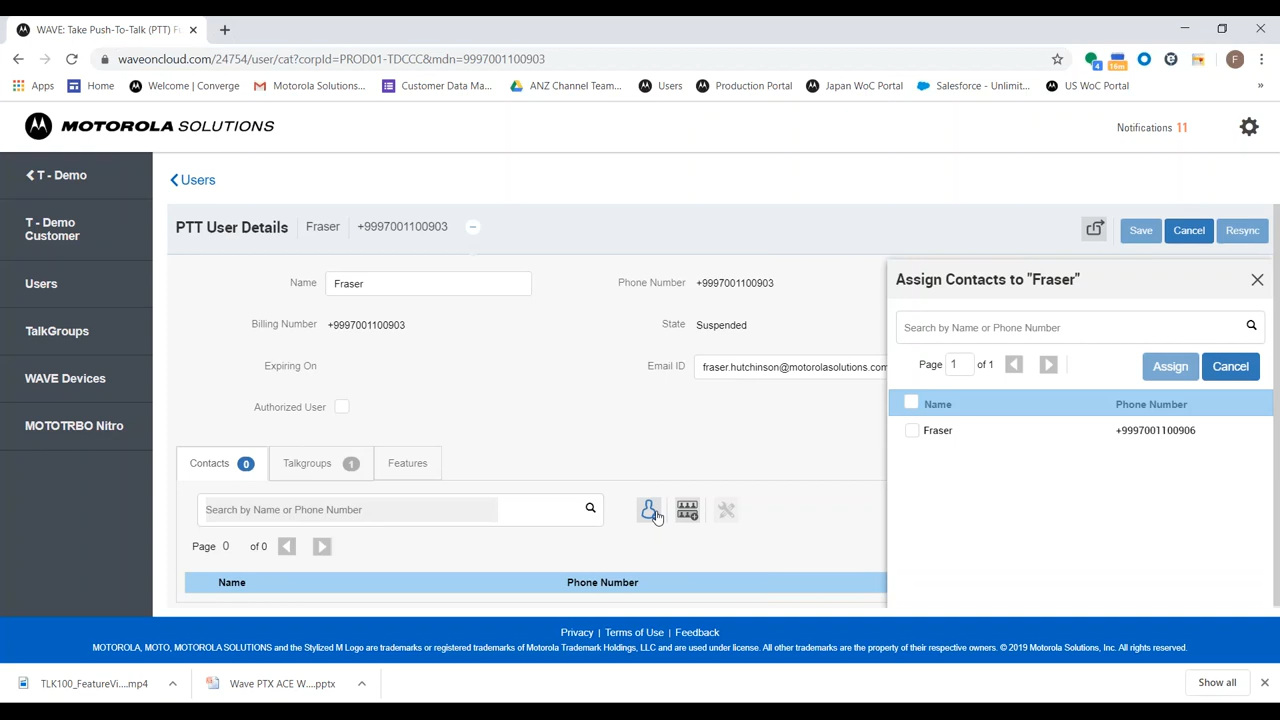 WAVE: Take Push-To-Talk (PTT) F
waveoncloud.com/24754/user/cat?corpId=PROD01-TDCCC&mdn=9997001100903
4
16m
F
Apps
Home
Welcome | Converge
Motorola Solutions...
Customer Data Ma...
ANZ Channel Team...
Users
Production Portal
Japan WoC Portal
Salesforce - Unlimit...
US WoC Portal
»
MOTOROLA SOLUTIONS
Notifications 11
T - Demo
T - Demo
Customer
Users
TalkGroups
WAVE Devices
MOTOTRBO Nitro
Users
PTT User Details
Fraser
+9997001100903
Save
Cancel
Resync
Name
Fraser
Phone Number
+9997001100903
Billing Number
+9997001100903
State
Suspended
Expiring On
Email ID
fraser.hutchinson@motorolasolutions.com
Authorized User
Contacts 0
Talkgroups 1
Features
Search by Name or Phone Number
Page 0 of 0
Name
Phone Number
Assign Contacts to "Fraser"
Search by Name or Phone Number
Page 1 of 1
Assign
Cancel
Name
Phone Number
Fraser
+9997001100906
Privacy | Terms of Use | Feedback
MOTOROLA, MOTO, MOTOROLA SOLUTIONS and the Stylized M Logo are trademarks or registered trademarks of Motorola Trademark Holdings, LLC and are used under license. All other trademarks are the property of their respective owners. © 2019 Motorola Solutions, Inc. All rights reserved.
TLK100_FeatureVi....mp4
Wave PTX ACE W....pptx
Show all